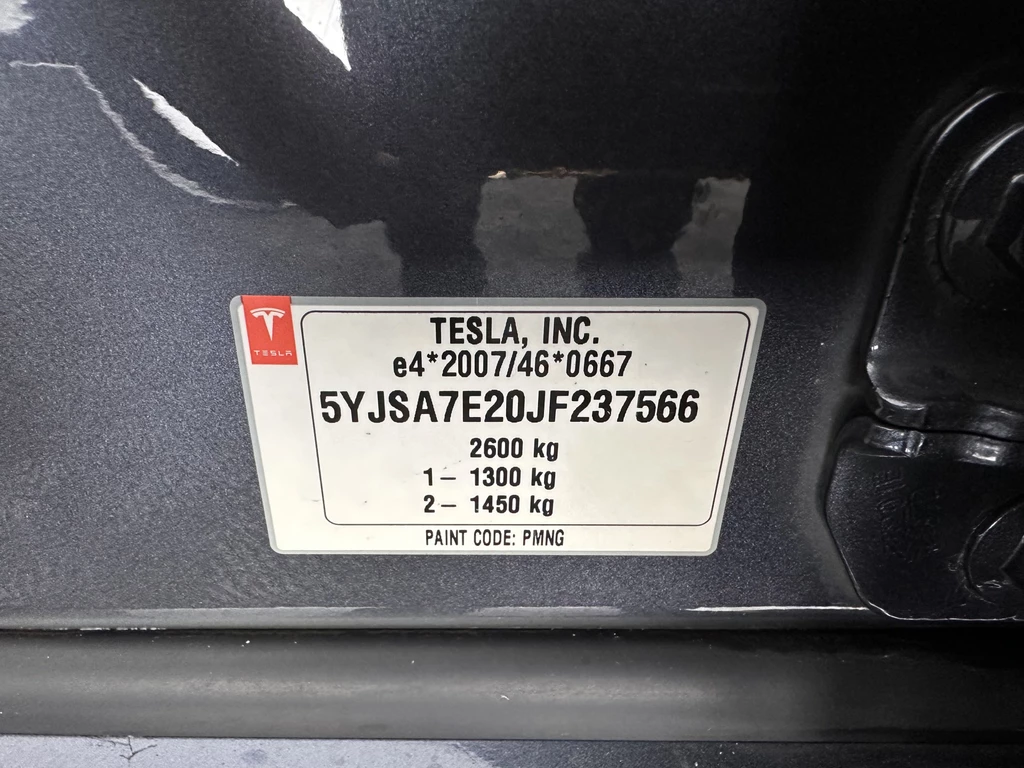 TESLA
TESLA, INC.
e4*2007/46*0667
5YJSA7E20JF237566
2600 kg
1– 1300 kg
2– 1450 kg
PAINT CODE: PMNG